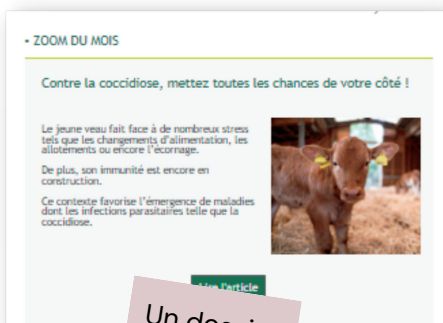 • ZOOM DU MOIS
Contre la coccidiose, mettez toutes les chances de votre côté !
Le jeune veau fait face à de nombreux stress
tels que les changements d'alimentation, les
allotements ou encore l'écornage.
De plus, son immunité est encore en
construction.
Ce contexte favorise l'émergence de maladies
dont les infections parasitaires telle que la
coccidiose.
Lire l'article
Un